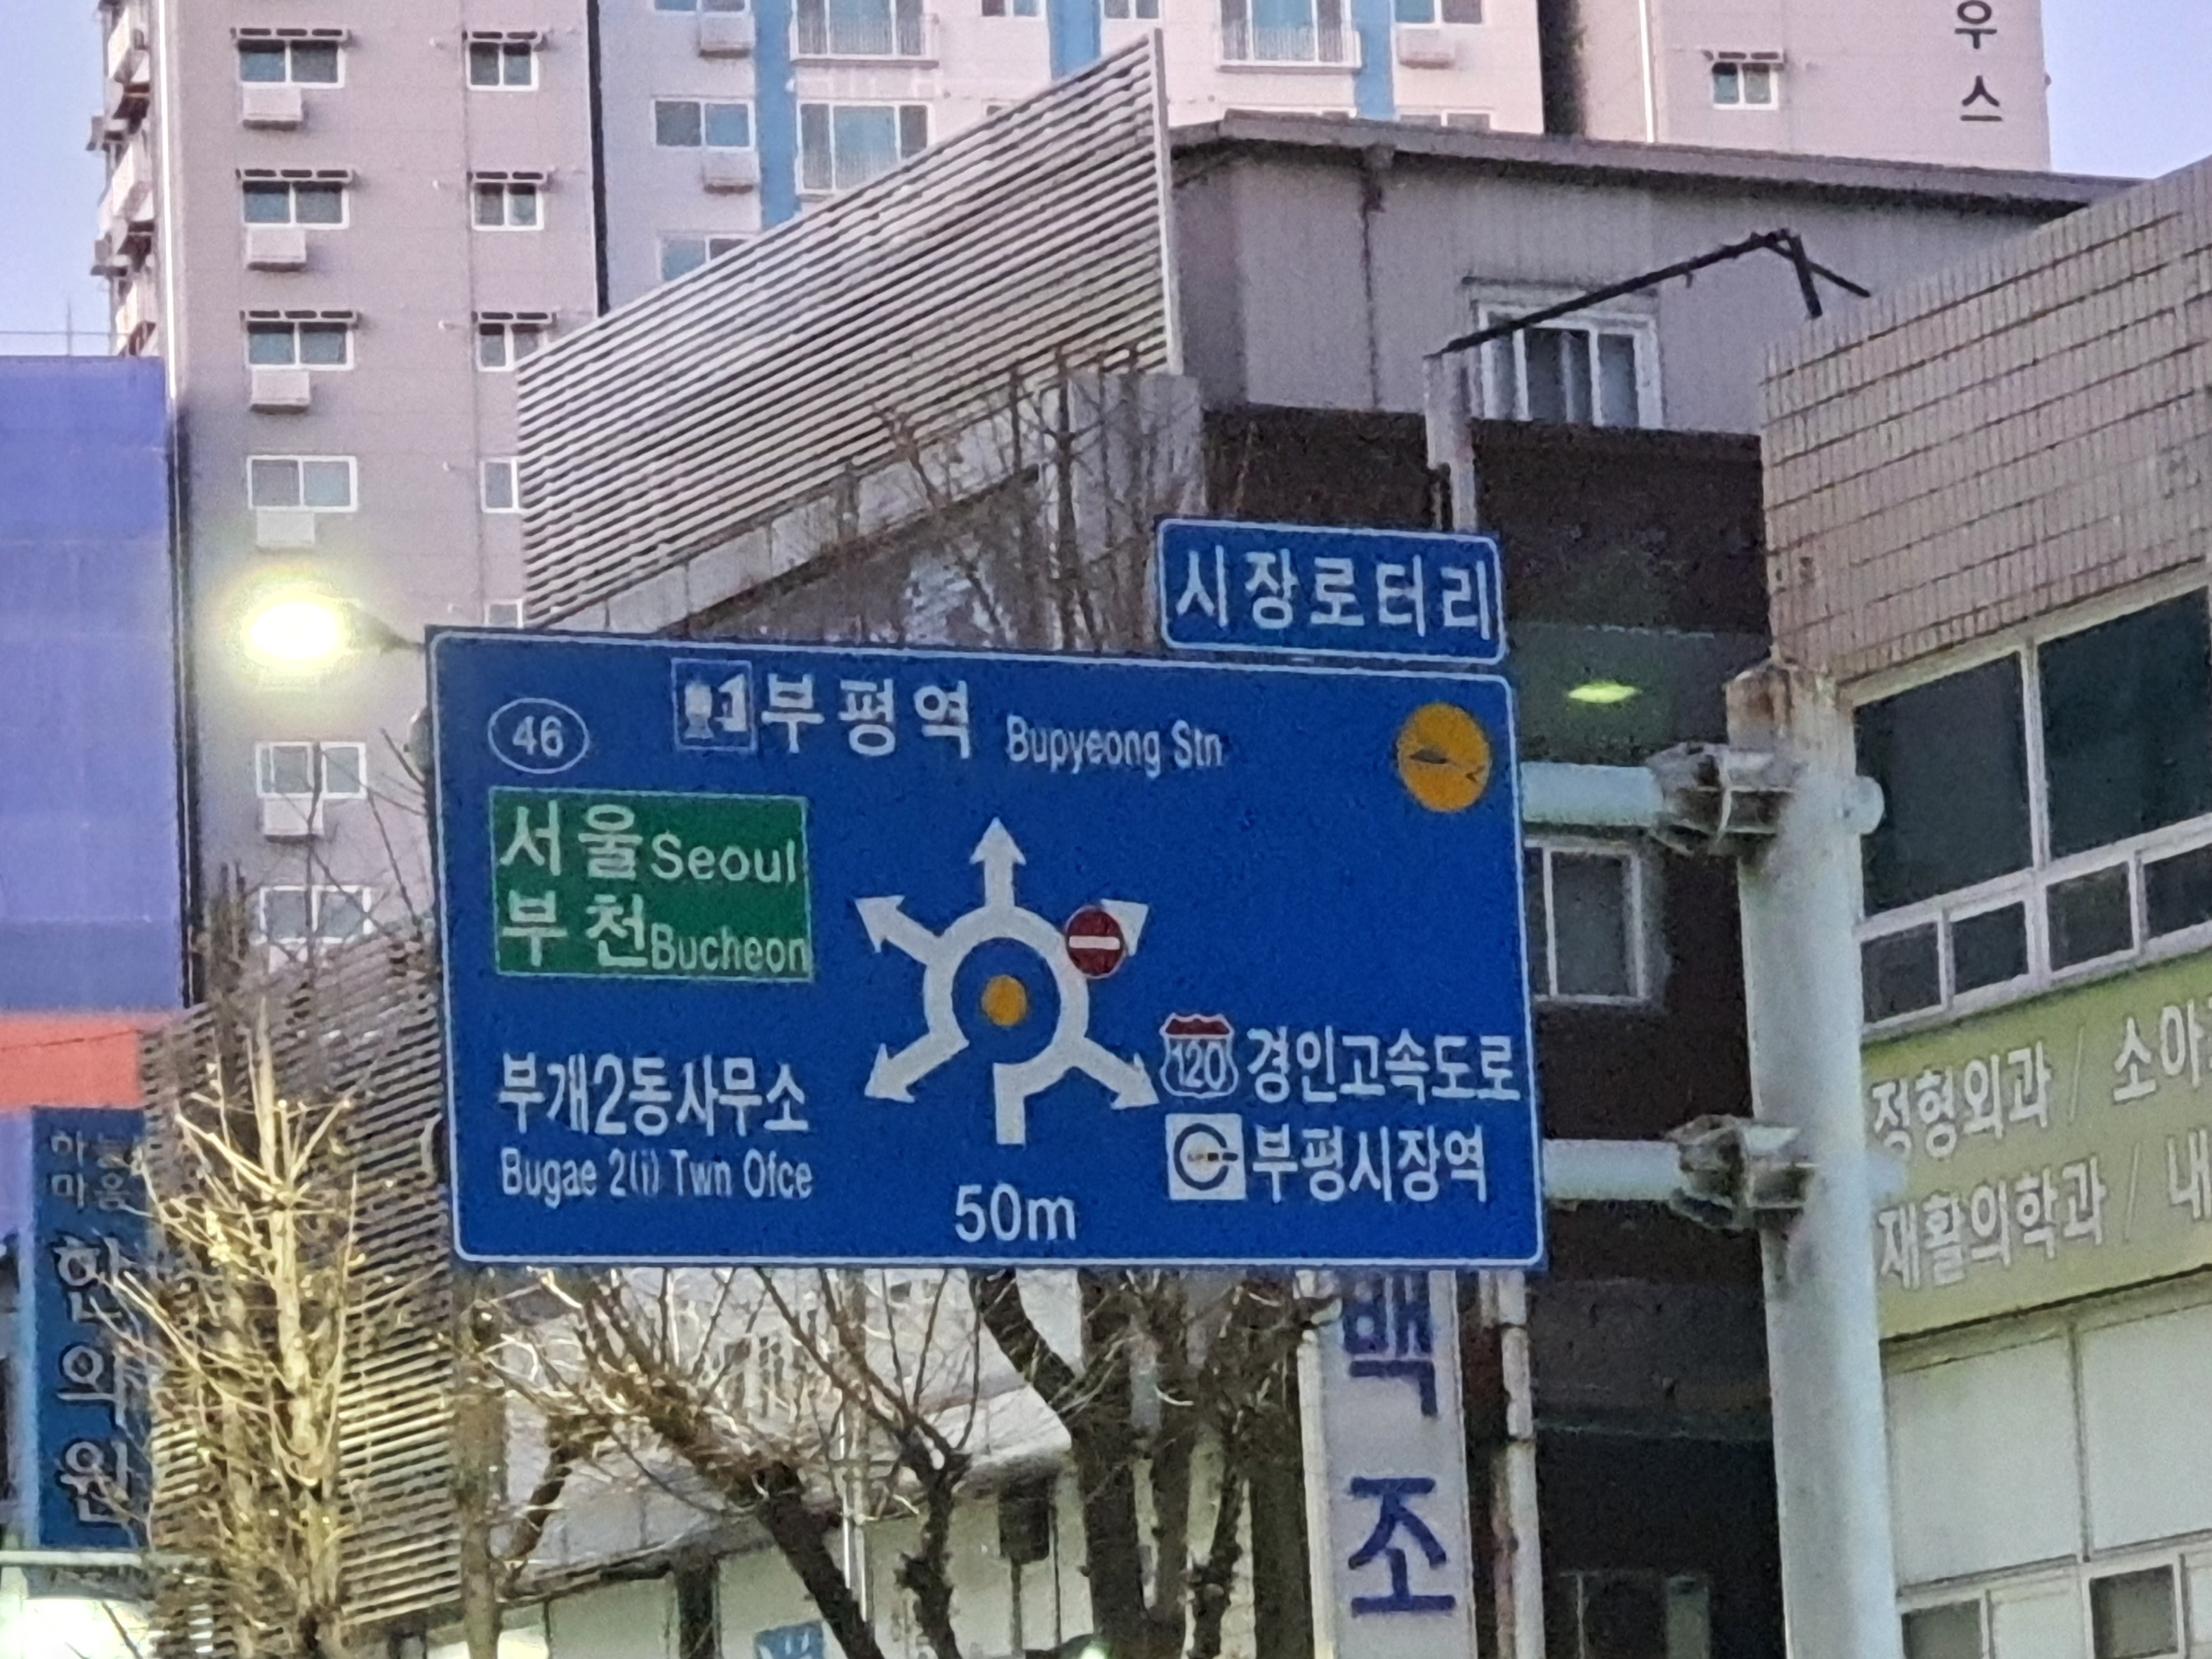 우
스
시장로터리
46
1 부평역 Bupyeong Stn
서울 Seoul
부천 Bucheon
120 경인고속도로
부개2동사무소
부평시장역
Bugae 2(i) Twn Ofce
50m
정형외과 / 소아
재활의학과 / 내
마음
한
의
원
백
조